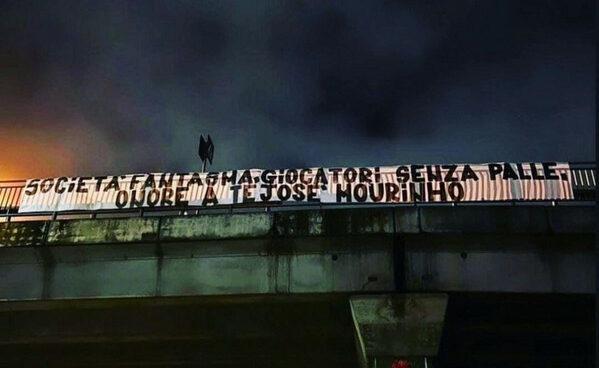 SOCIETA' FANTASMA.GIOCATORI SENZA PALLE.
ONORE A TE JOSE' MOURINHO